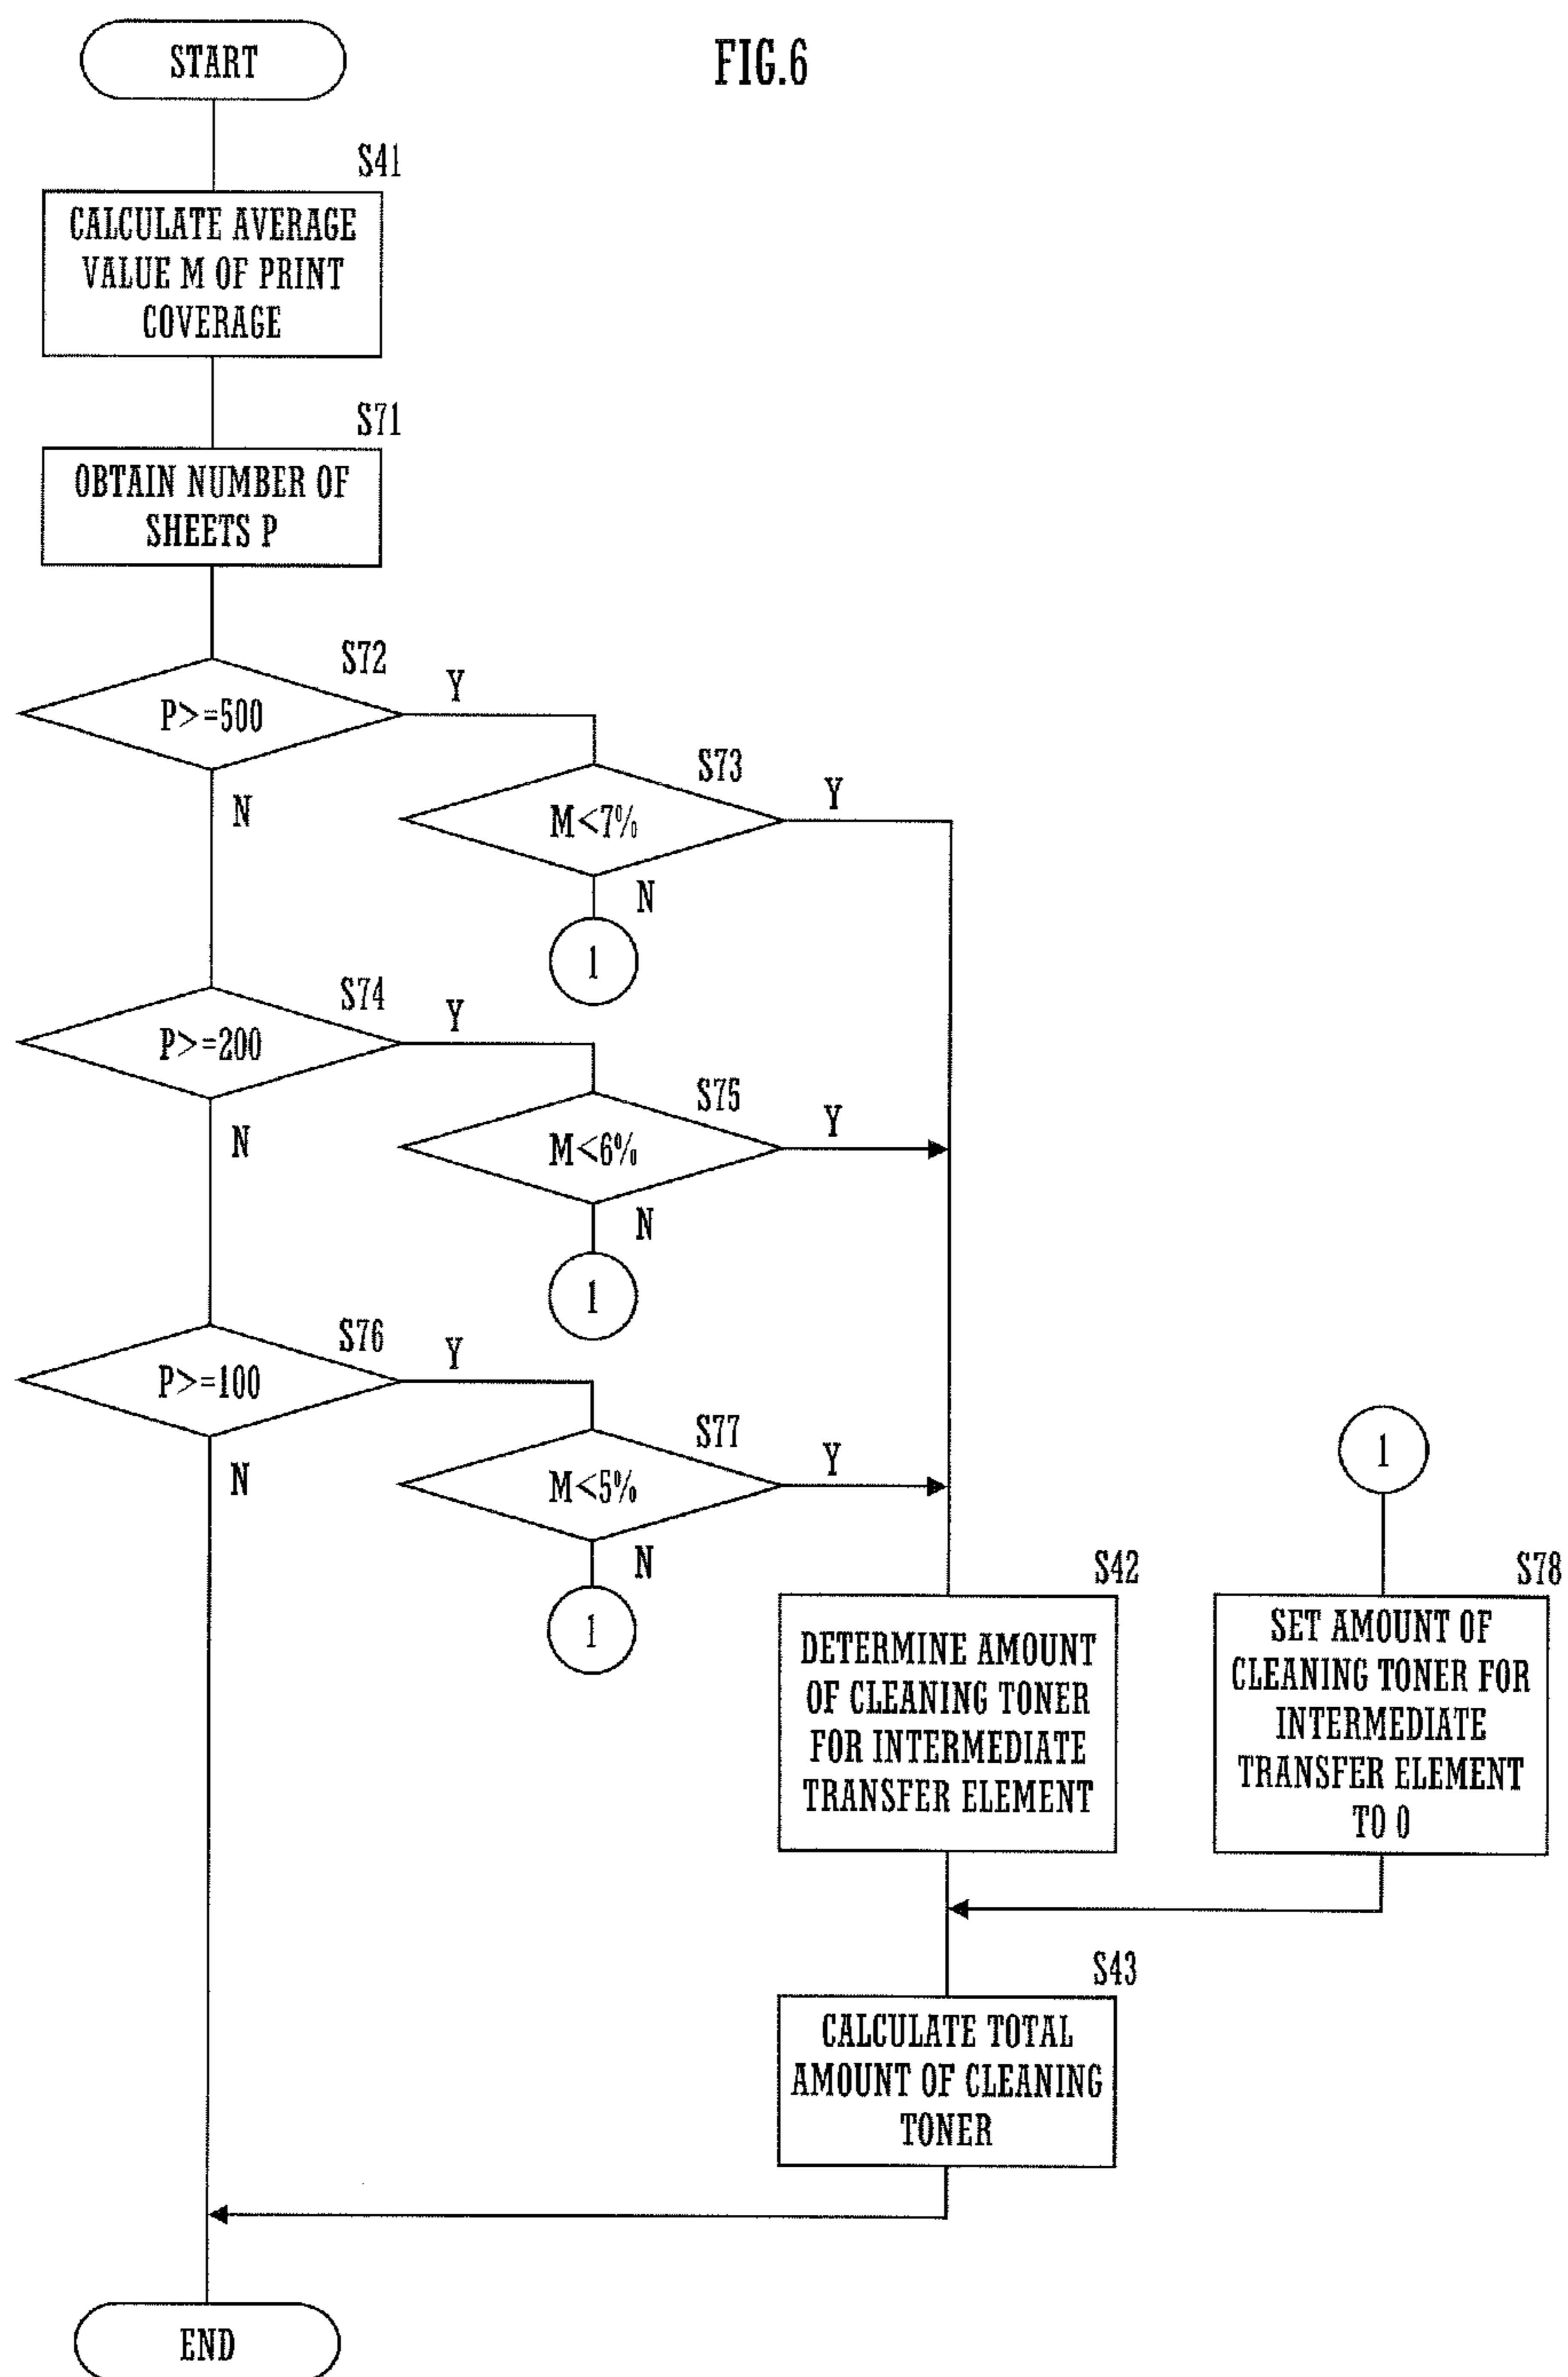 FIG.6
START
S41
CALCULATE AVERAGE
VALUE M OF PRINT
COVERAGE
S71
OBTAIN NUMBER OF
SHEETS P
S72
P>=500
Y
N
S73
M<7%
Y
N
1
S74
P>=200
Y
N
S75
M<6%
Y
N
1
S76
P>=100
Y
N
S77
M<5%
Y
N
1
S42
DETERMINE AMOUNT
OF CLEANING TONER
FOR INTERMEDIATE
TRANSFER ELEMENT
1
S78
SET AMOUNT OF
CLEANING TONER FOR
INTERMEDIATE
TRANSFER ELEMENT
TO 0
S43
CALCULATE TOTAL
AMOUNT OF CLEANING
TONER
END